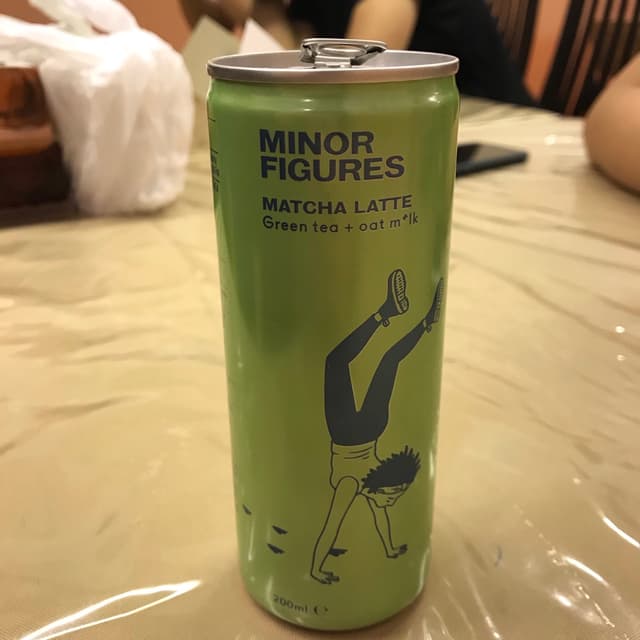 MINOR
FIGURES
MATCHA LATTE
Green tea + oat m*lk
200ml